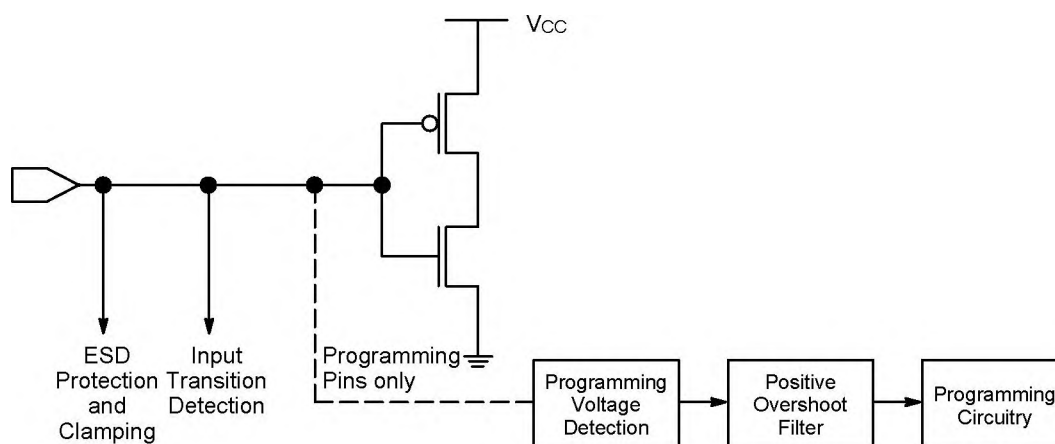 VCC
ESD
Protection
and
Clamping
Input
Transition
Detection
Programming
Pins only
Programming
Voltage
Detection
Positive
Overshoot
Filter
Programming
Circuitry